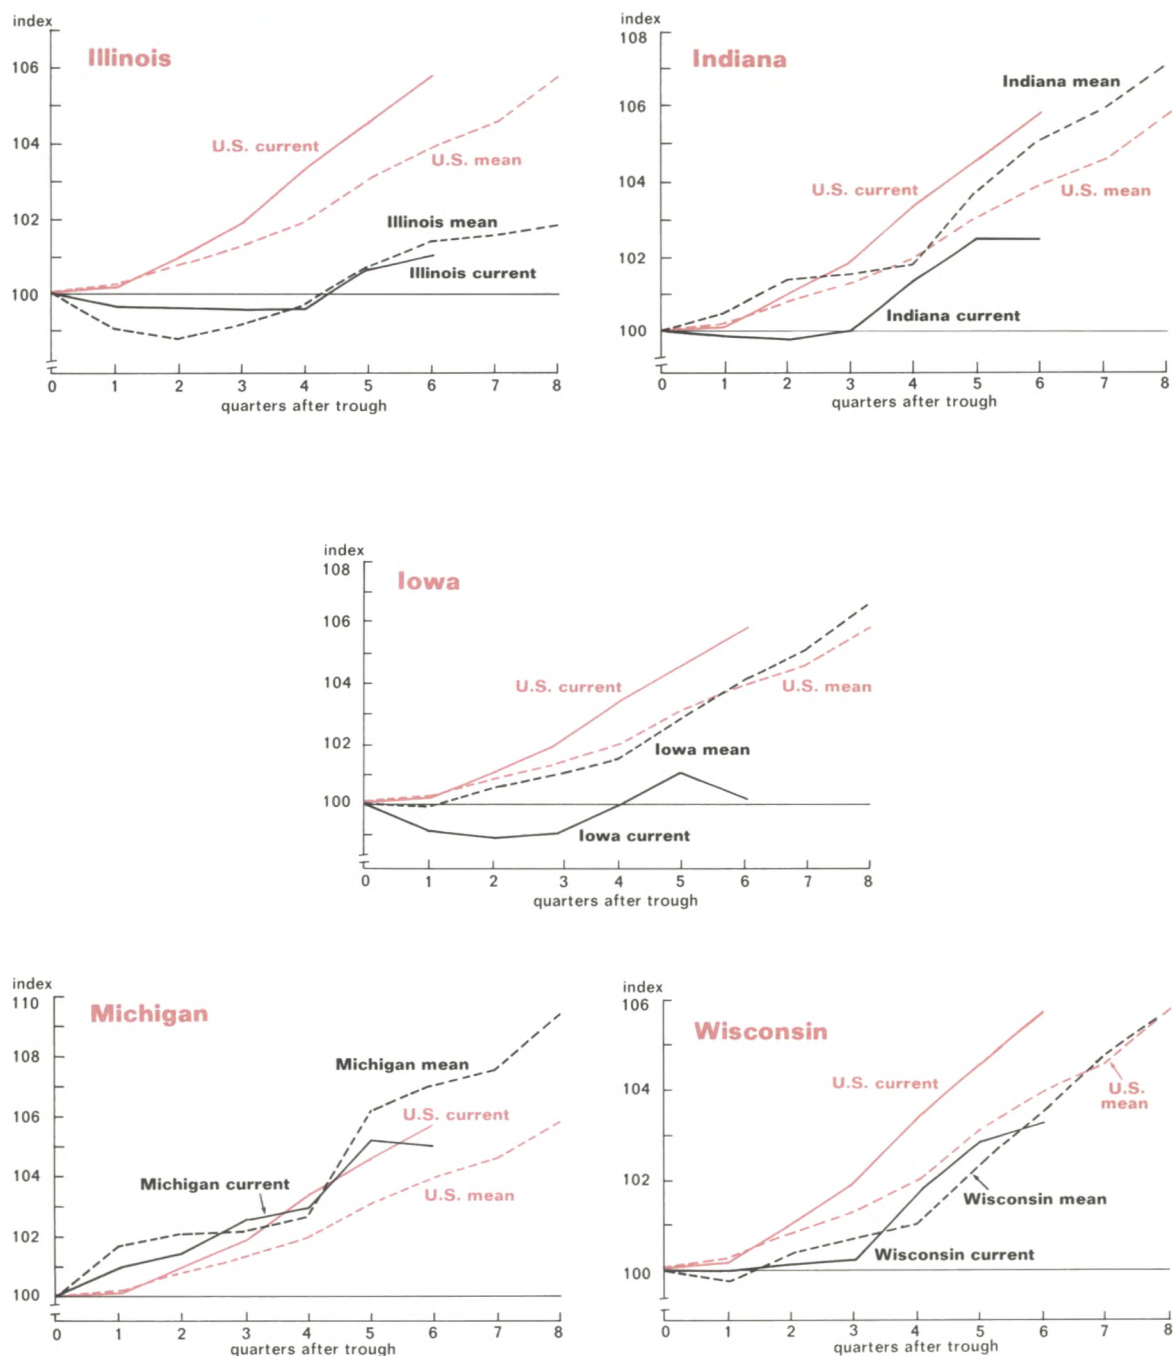 index
Illinois
106
104
102
100
U.S. current
U.S. mean
Illinois mean
Illinois current
0 1 2 3 4 5 6 7 8
quarters after trough
index
108
Indiana
106
104
102
100
Indiana mean
U.S. current
U.S. mean
Indiana current
0 1 2 3 4 5 6 7 8
quarters after trough
index
108
Iowa
106
104
102
100
U.S. current
U.S. mean
Iowa mean
Iowa current
0 1 2 3 4 5 6 7 8
quarters after trough
index
110
Michigan
108
106
104
102
100
Michigan mean
U.S. current
Michigan current
U.S. mean
0 1 2 3 4 5 6 7 8
quarters after trough
index
106
Wisconsin
104
102
100
U.S. current
U.S.
mean
Wisconsin mean
Wisconsin current
0 1 2 3 4 5 6 7 8
quarters after trough